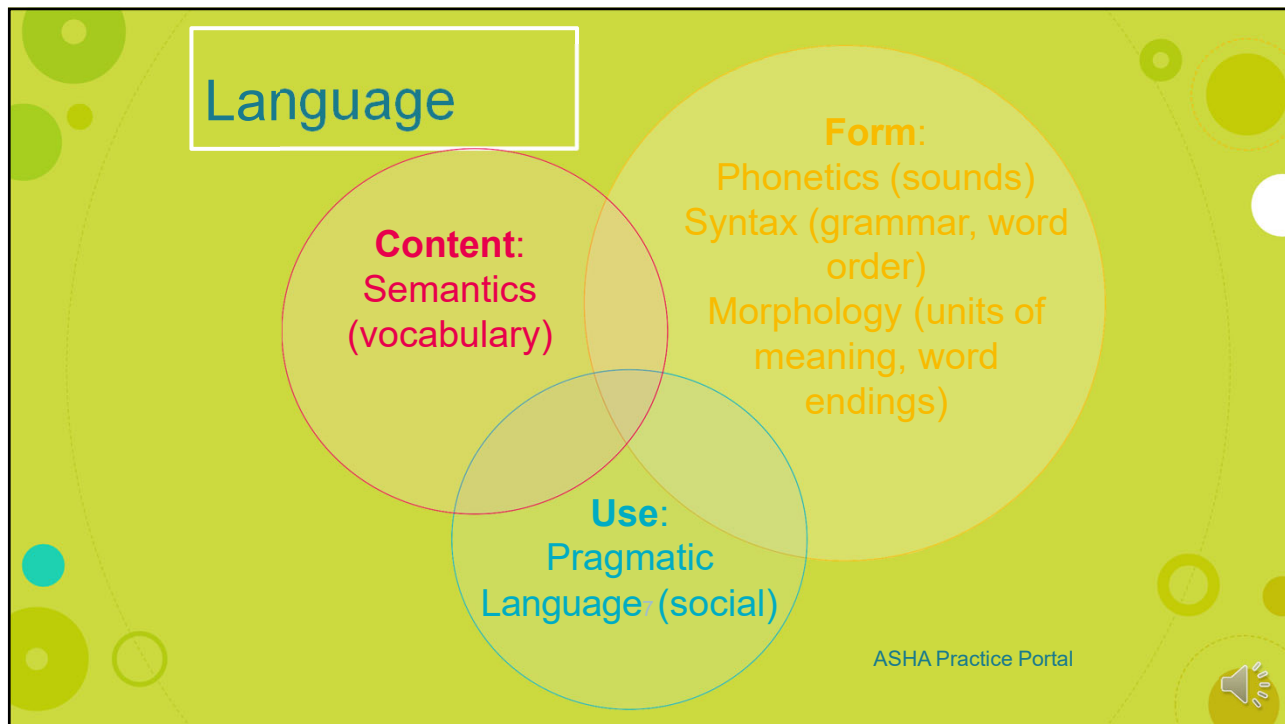 Language
Content:
Semantics
(vocabulary)
Form:
Phonetics (sounds)
Syntax (grammar, word
order)
Morphology (units of
meaning, word
endings)
Use:
Pragmatic
Language (social)
7
ASHA Practice Portal